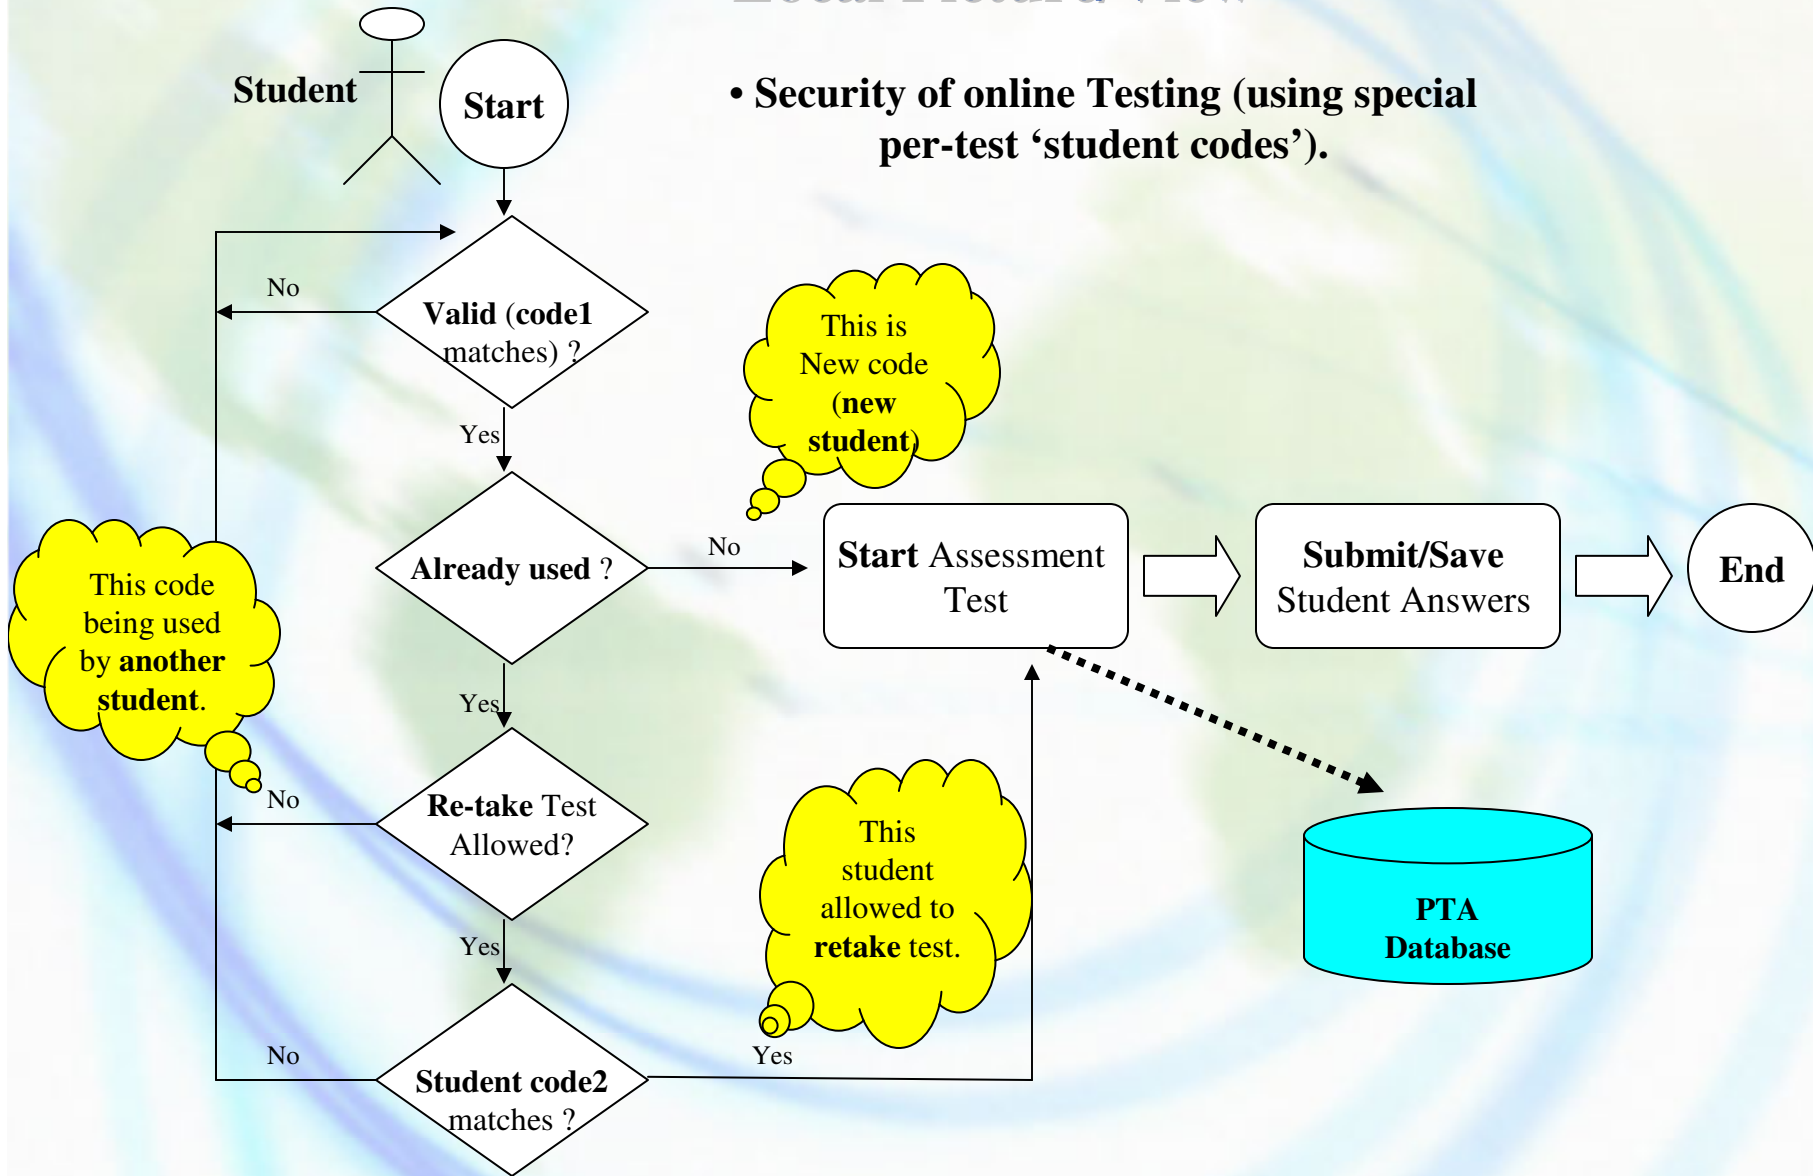 Student
Start
• Security of online Testing (using special
per-test ‘student codes’).
No
Valid (code1
matches) ?
This is
New code
(new
student)
Yes
Already used ?
No
Start Assessment
Test
Submit/Save
Student Answers
End
This code
being used
by another
student.
Yes
No
Re-take Test
Allowed?
This
student
allowed to
retake test.
PTA
Database
Yes
No
Student code2
matches ?
Yes